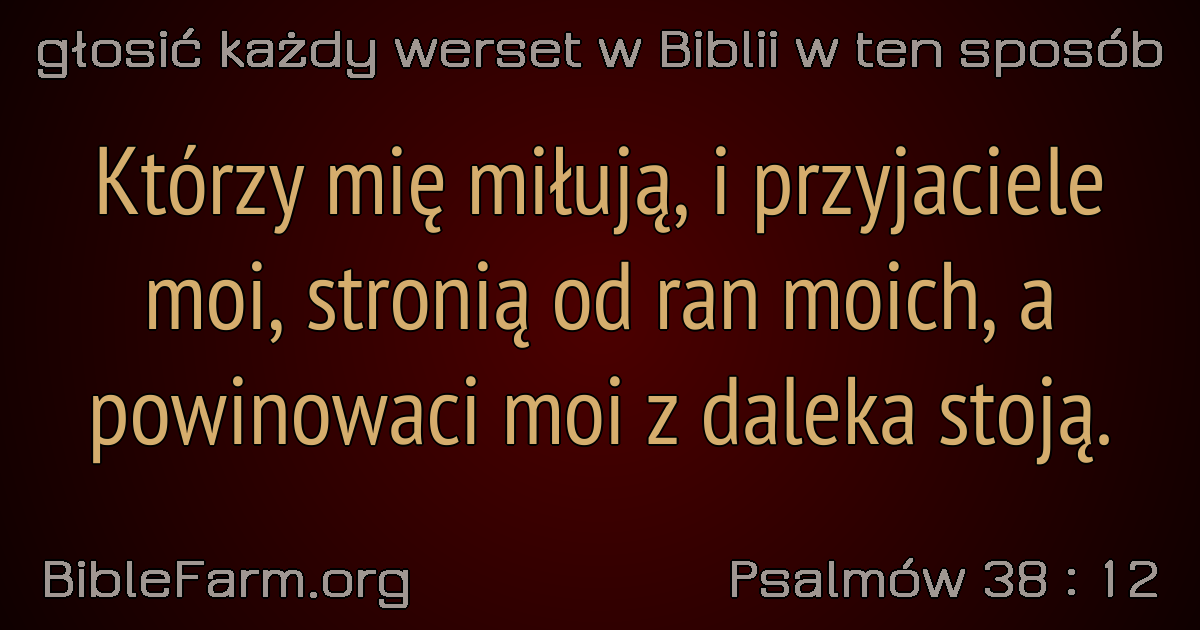 głosić każdy werset w Biblii w ten sposób
Którzy mię miłują, i przyjaciele
moi, stronią od ran moich, a
powinowaci moi z daleka stoją.
BibleFarm.org
Psalmów 38 : 12